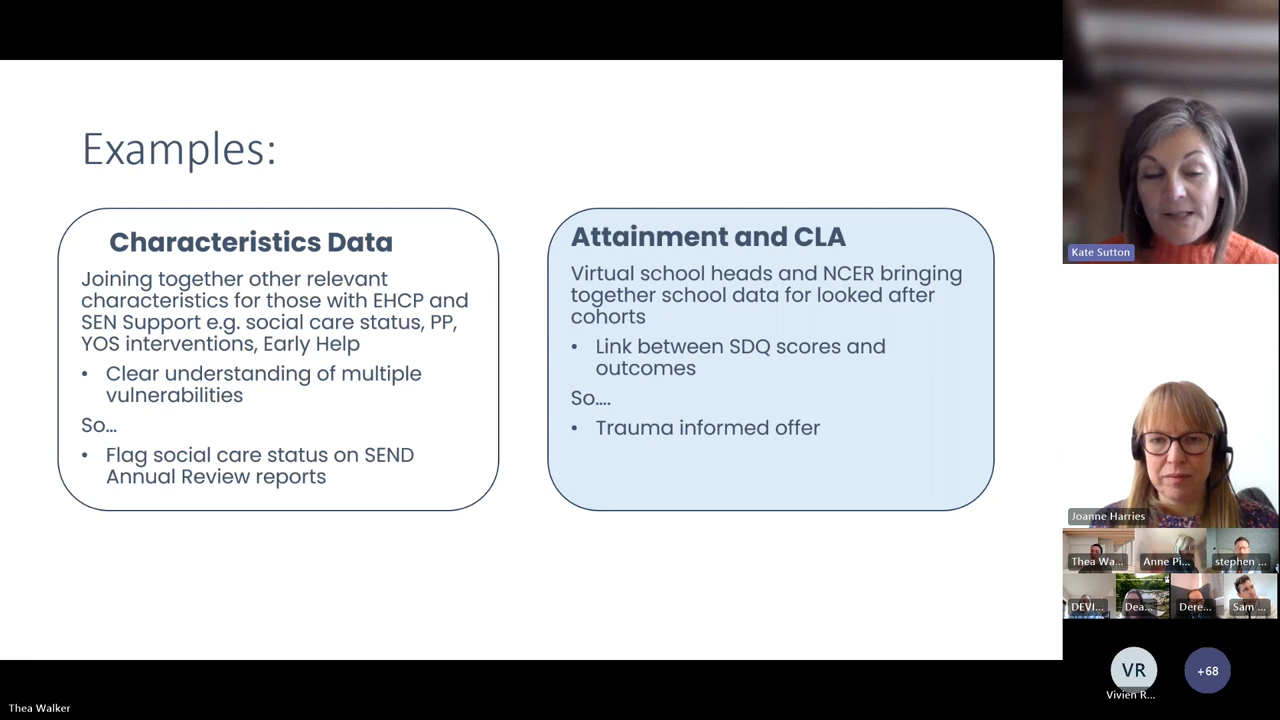 Examples:
Characteristics Data
Joining together other relevant
characteristics for those with EHCP and
SEN Support e.g. social care status, PP,
YOS interventions, Early Help
• Clear understanding of multiple
vulnerabilities
So…
• Flag social care status on SEND
Annual Review reports
Attainment and CLA
Virtual school heads and NCER bringing
together school data for looked after
cohorts
• Link between SDQ scores and
outcomes
So….
• Trauma informed offer
Kate Sutton
Joanne Harries
Thea Wa...
Anne Pi...
stephen ...
DEVI...
Dea...
Dere...
Sam ...
VR
+68
Vivien R...
Thea Walker